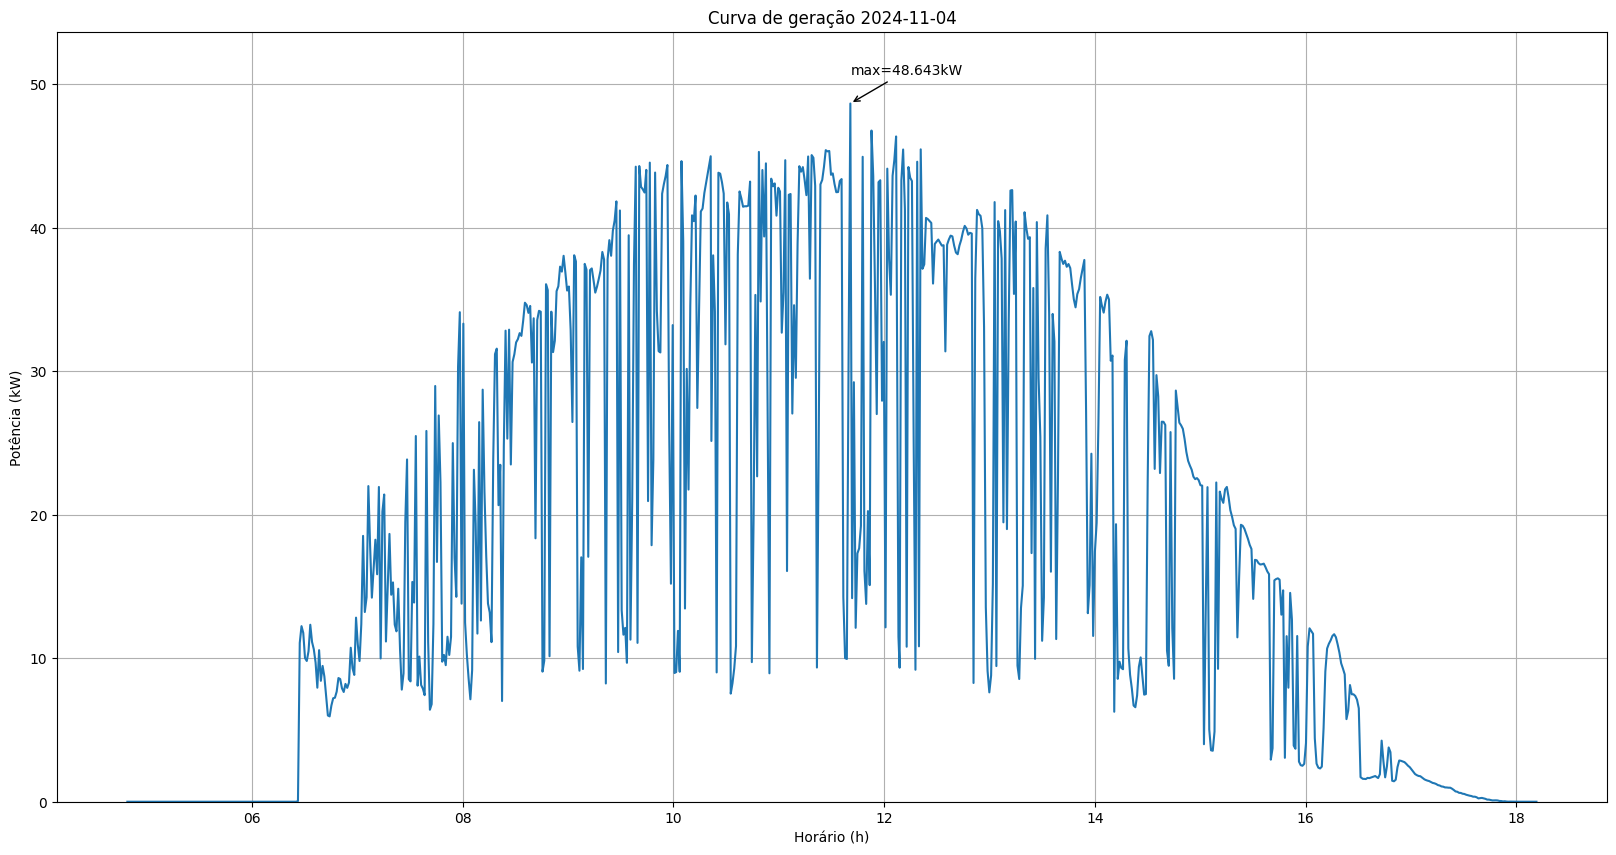 Curva de geração 2024-11-04
max=48.643kW
50
40
30
20
10
0
Potência (kW)
06 08 10 12 14 16 18
Horário (h)